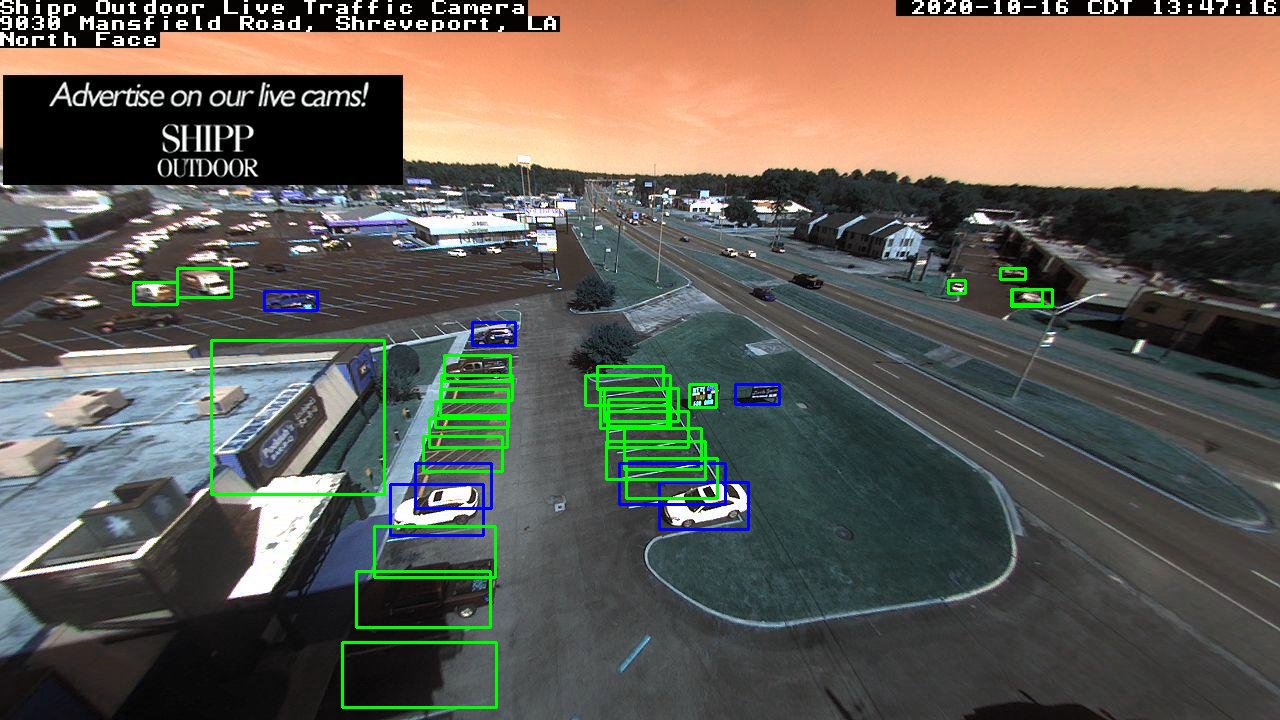 Shipp Outdoor Live Traffic Camera
9030 Mansfield Road, Shreveport, LA
North Face
2020-10-16 CDT 13:47:16
Advertise on our live cams!
SHIPP
OUTDOOR